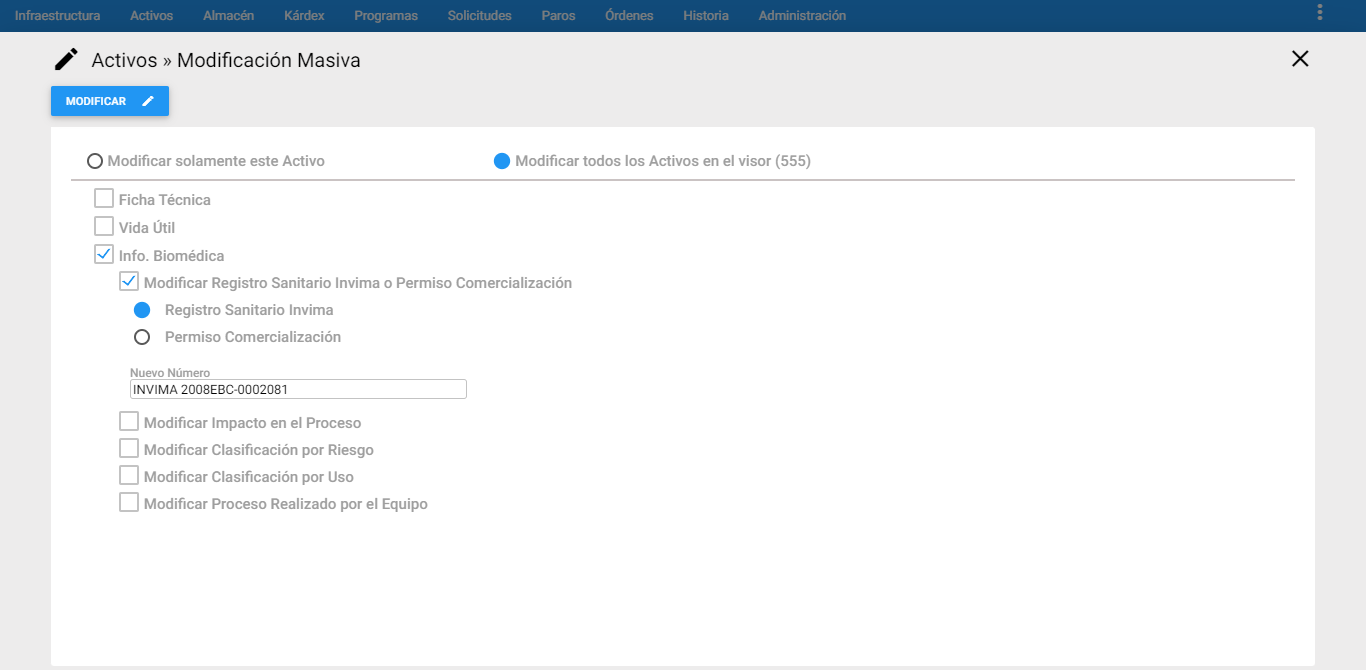 Infraestructura Activos Almacén Kárdex Programas Solicitudes Paros Órdenes Historia Administración
Activos » Modificación Masiva
MODIFICAR
Modificar solamente este Activo Modificar todos los Activos en el visor (555)
Ficha Técnica
Vida Útil
Info. Biomédica
Modificar Registro Sanitario Invima o Permiso Comercialización
Registro Sanitario Invima
Permiso Comercialización
Nuevo Número
INVIMA 2008EBC-0002081
Modificar Impacto en el Proceso
Modificar Clasificación por Riesgo
Modificar Clasificación por Uso
Modificar Proceso Realizado por el Equipo